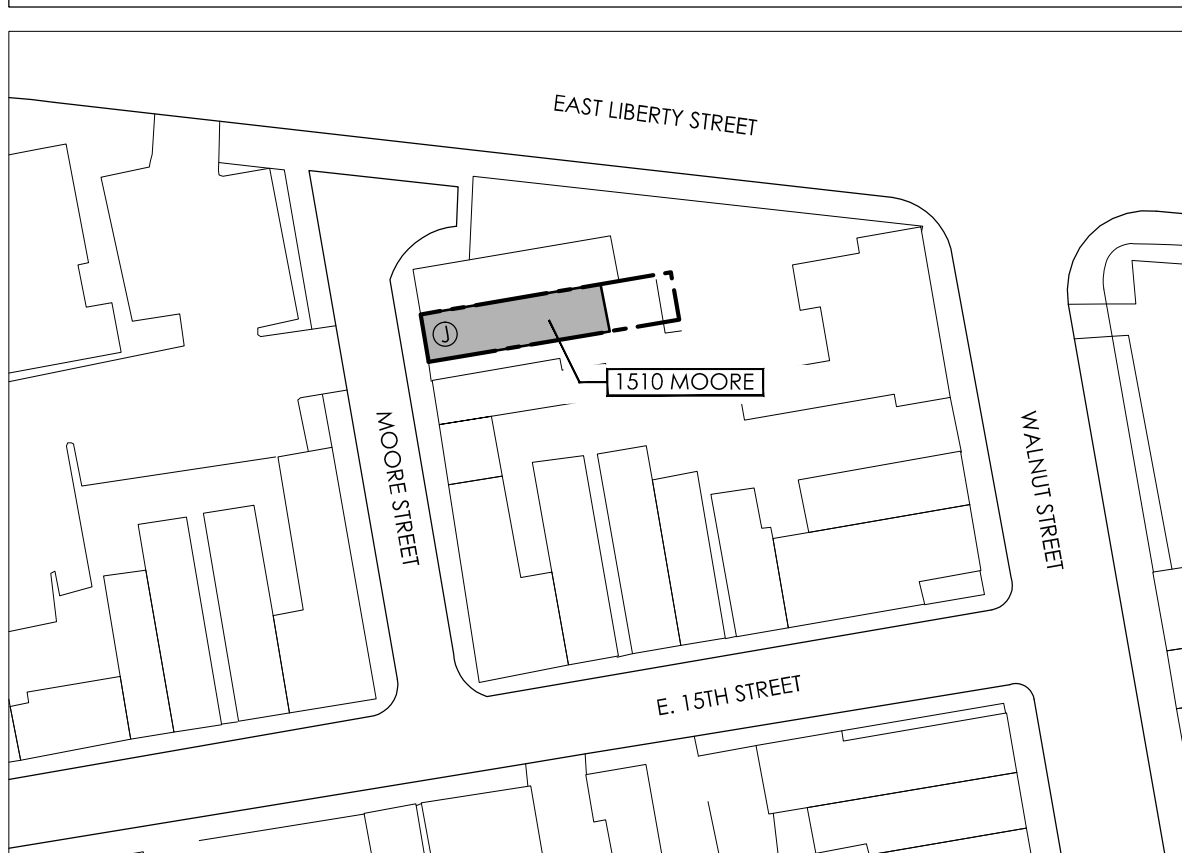 EAST LIBERTY STREET
J
1510 MOORE
MOORE STREET
WALNUT STREET
E. 15TH STREET